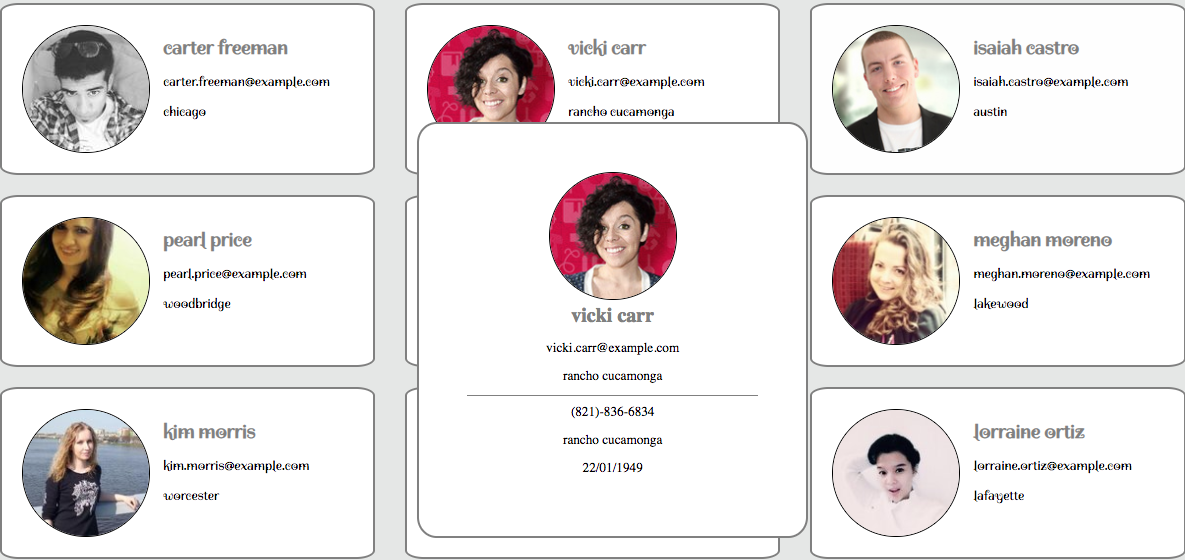 carter freeman
carter.freeman@example.com
chicago
vicki carr
vicki.carr@example.com
rancho cucamonga
isaiah castro
isaiah.castro@example.com
austin
pearl price
pearl.price@example.com
woodbridge
vicki carr
vicki.carr@example.com
rancho cucamonga
(821)-836-6834
rancho cucamonga
22/01/1949
meghan moreno
meghan.moreno@example.com
lakewood
kim morris
kim.morris@example.com
worcester
lorraine ortiz
lorraine.ortiz@example.com
lafayette